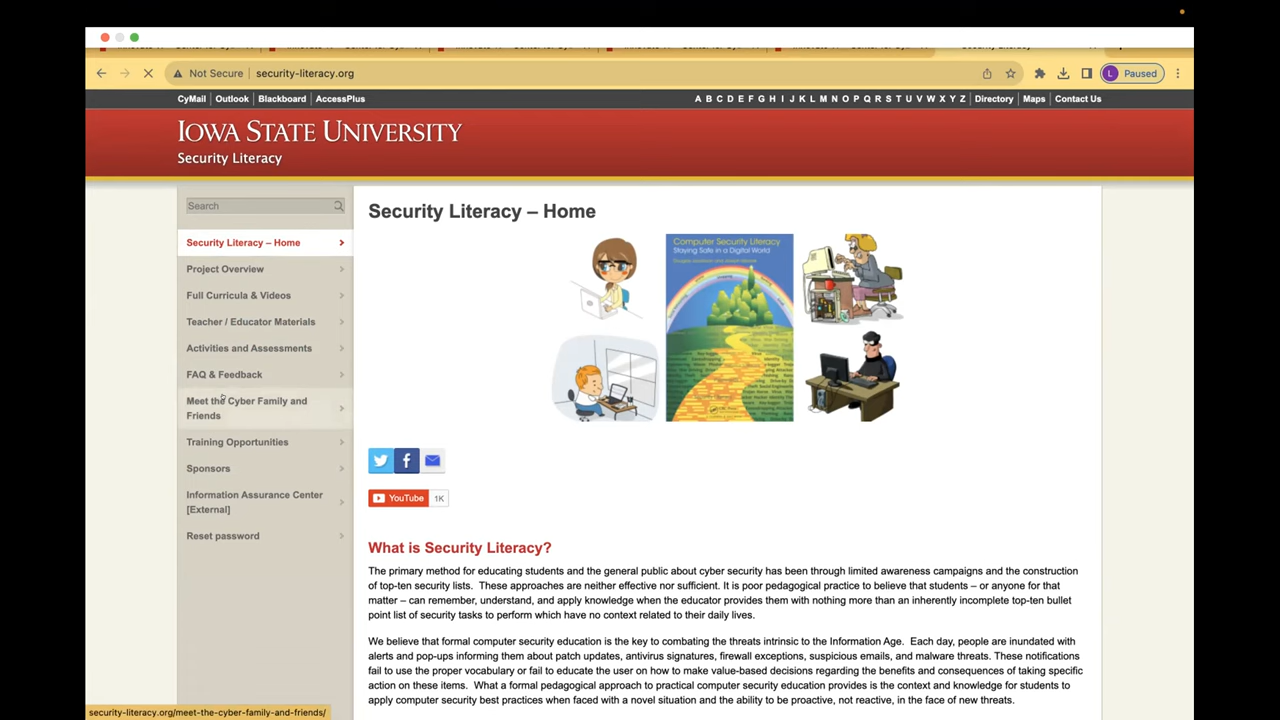 Not Secure security-literacy.org
L Paused
CyMail Outlook Blackboard AccessPlus
A B C D E F G H I J K L M N O P Q R S T U V W X Y Z Directory Maps Contact Us
IOWA STATE UNIVERSITY
Security Literacy
Search
Security Literacy – Home
Project Overview
Full Curricula & Videos
Teacher / Educator Materials
Activities and Assessments
FAQ & Feedback
Meet the Cyber Family and
Friends
Training Opportunities
Sponsors
Information Assurance Center
[External]
Reset password
Security Literacy – Home
Computer Security Literacy
Staying Safe in a Digital World
YouTube 1K
What is Security Literacy?
The primary method for educating students and the general public about cyber security has been through limited awareness campaigns and the construction
of top-ten security lists. These approaches are neither effective nor sufficient. It is poor pedagogical practice to believe that students – or anyone for that
matter – can remember, understand, and apply knowledge when the educator provides them with nothing more than an inherently incomplete top-ten bullet
point list of security tasks to perform which have no context related to their daily lives.
We believe that formal computer security education is the key to combating the threats intrinsic to the Information Age. Each day, people are inundated with
alerts and pop-ups informing them about patch updates, antivirus signatures, firewall exceptions, suspicious emails, and malware threats. These notifications
fail to use the proper vocabulary or fail to educate the user on how to make value-based decisions regarding the benefits and consequences of taking specific
action on these items. What a formal pedagogical approach to practical computer security education provides is the context and knowledge for students to
apply computer security best practices when faced with a novel situation and the ability to be proactive, not reactive, in the face of new threats.
security-literacy.org/meet-the-cyber-family-and-friends/